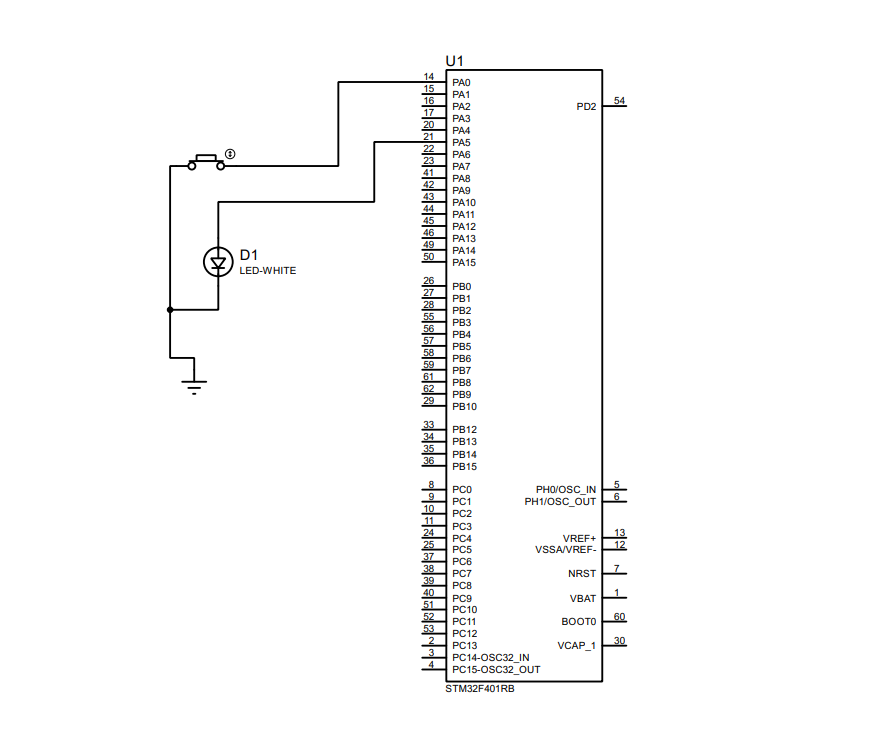 U1
14 PA0
15 PA1
16 PA2 PD2 54
17 PA3
20 PA4
21 PA5
22 PA6
23 PA7
41 PA8
42 PA9
43 PA10
44 PA11
45 PA12
46 PA13
49 PA14
50 PA15
D1
LED-WHITE
26 PB0
27 PB1
28 PB2
55 PB3
56 PB4
57 PB5
58 PB6
59 PB7
61 PB8
62 PB9
29 PB10
33 PB12
34 PB13
35 PB14
36 PB15
8 PC0 PH0/OSC_IN 5
9 PC1 PH1/OSC_OUT 6
10 PC2
11 PC3
24 PC4 VREF+ 13
25 PC5 VSSA/VREF- 12
37 PC6
38 PC7 NRST 7
39 PC8
40 PC9 VBAT 1
51 PC10
52 PC11 BOOT0 60
53 PC12
2 PC13 VCAP_1 30
3 PC14-OSC32_IN
4 PC15-OSC32_OUT
STM32F401RB